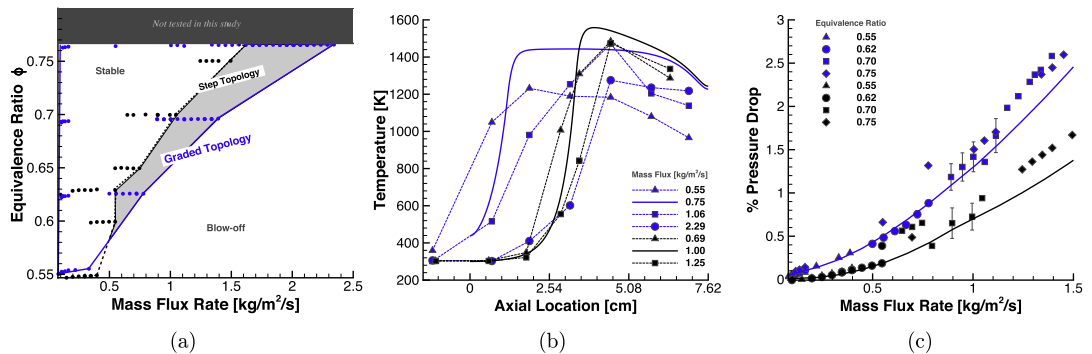 Not tested in this study
Stable
Step Topology
Graded Topology
Blow-off
Equivalence Ratio ϕ
0.75
0.7
0.65
0.6
0.55
0.5
1
1.5
2
2.5
Mass Flux Rate [kg/m²/s]
(a)
Temperature [K]
1600
1400
1200
1000
800
600
400
200
0
2.54
5.08
7.62
Axial Location [cm]
Mass Flux [kg/m²/s]
0.55
0.75
1.06
2.29
0.69
1.00
1.25
(b)
% Pressure Drop
3
2.5
2
1.5
1
0.5
0
0.5
1.0
1.5
Mass Flux Rate [kg/m²/s]
Equivalence Ratio
0.55
0.62
0.70
0.75
0.55
0.62
0.70
0.75
(c)